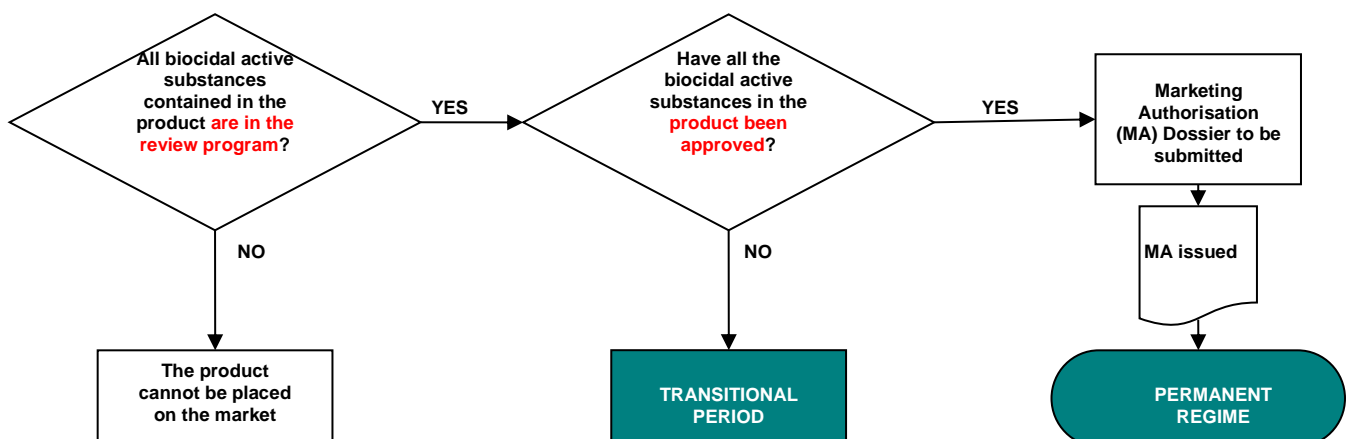 All biocidal active
substances
contained in the
product are in the
review program?
YES
Have all the
biocidal active
substances in the
product been
approved?
YES
Marketing
Authorisation
(MA) Dossier to be
submitted
NO
NO
MA issued
The product
cannot be placed
on the market
TRANSITIONAL
PERIOD
PERMANENT
REGIME